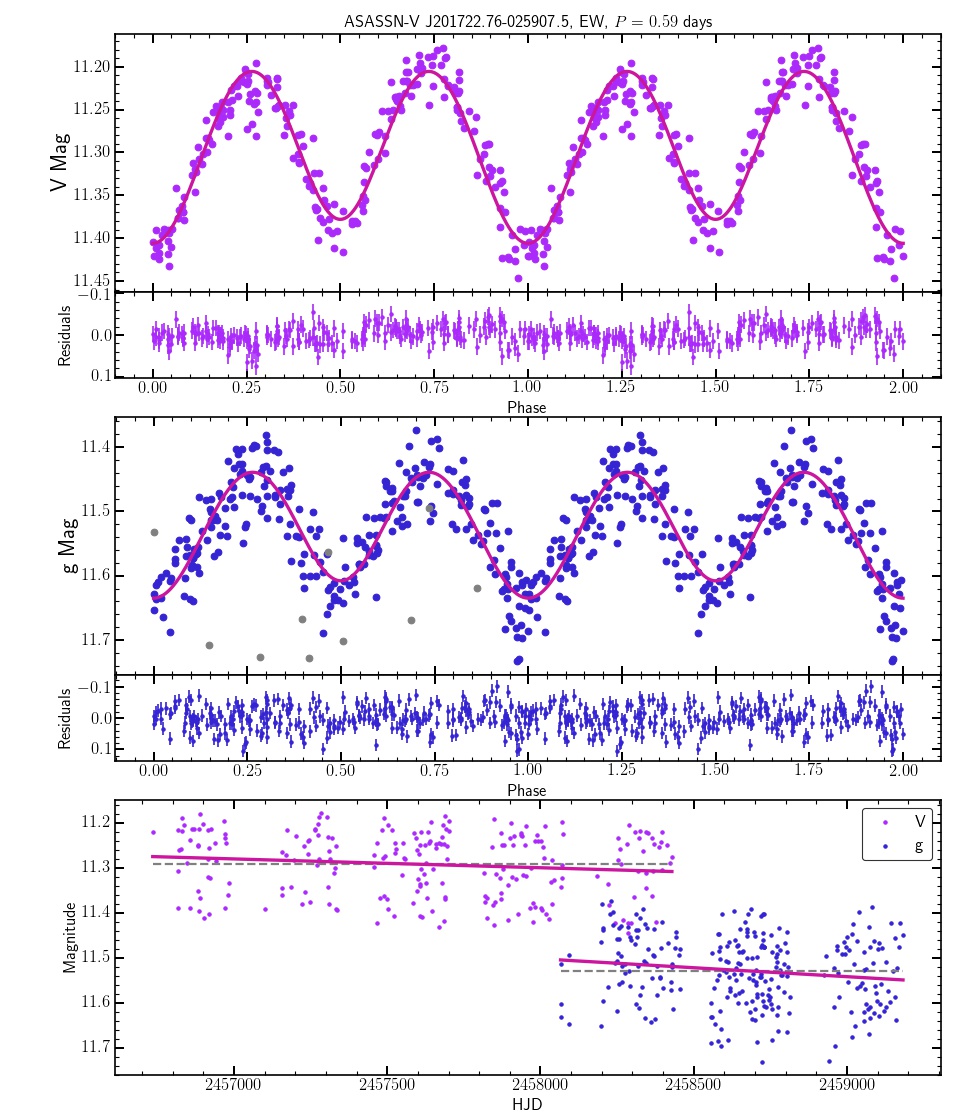 ASASSN-V J201722.76-025907.5, EW, P = 0.59 days
V Mag
11.20
11.25
11.30
11.35
11.40
11.45
Residuals
−0.1
0.0
0.1
0.00 0.25 0.50 0.75 1.00 1.25 1.50 1.75 2.00
Phase
g Mag
11.4
11.5
11.6
11.7
Residuals
−0.1
0.0
0.1
0.00 0.25 0.50 0.75 1.00 1.25 1.50 1.75 2.00
Phase
Magnitude
11.2
11.3
11.4
11.5
11.6
11.7
V
g
2457000 2457500 2458000 2458500 2459000
HJD